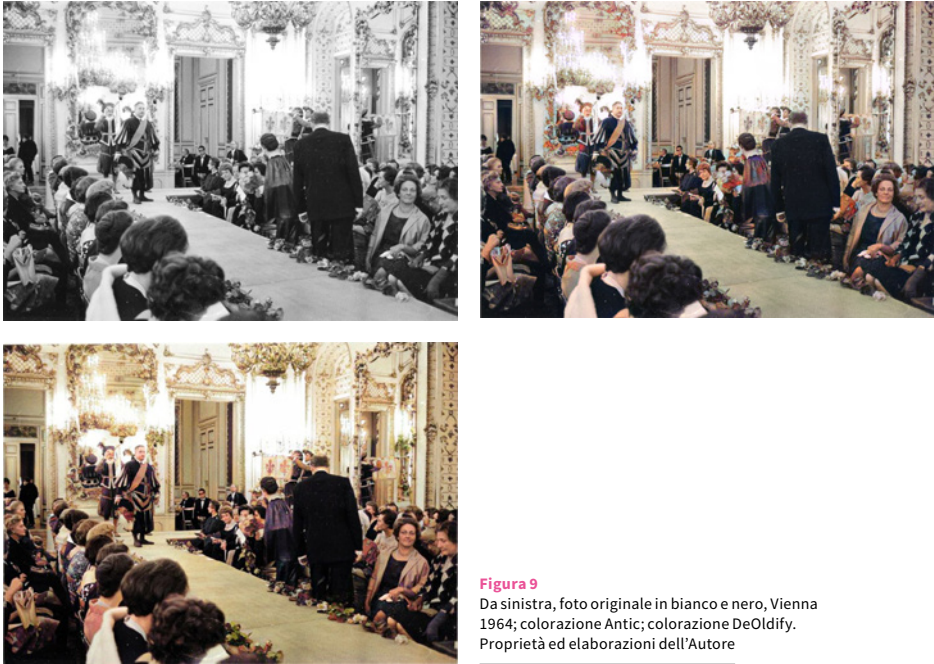 Figura 9
Da sinistra, foto originale in bianco e nero, Vienna
1964; colorazione Antic; colorazione DeOldify.
Proprietà ed elaborazioni dell’Autore